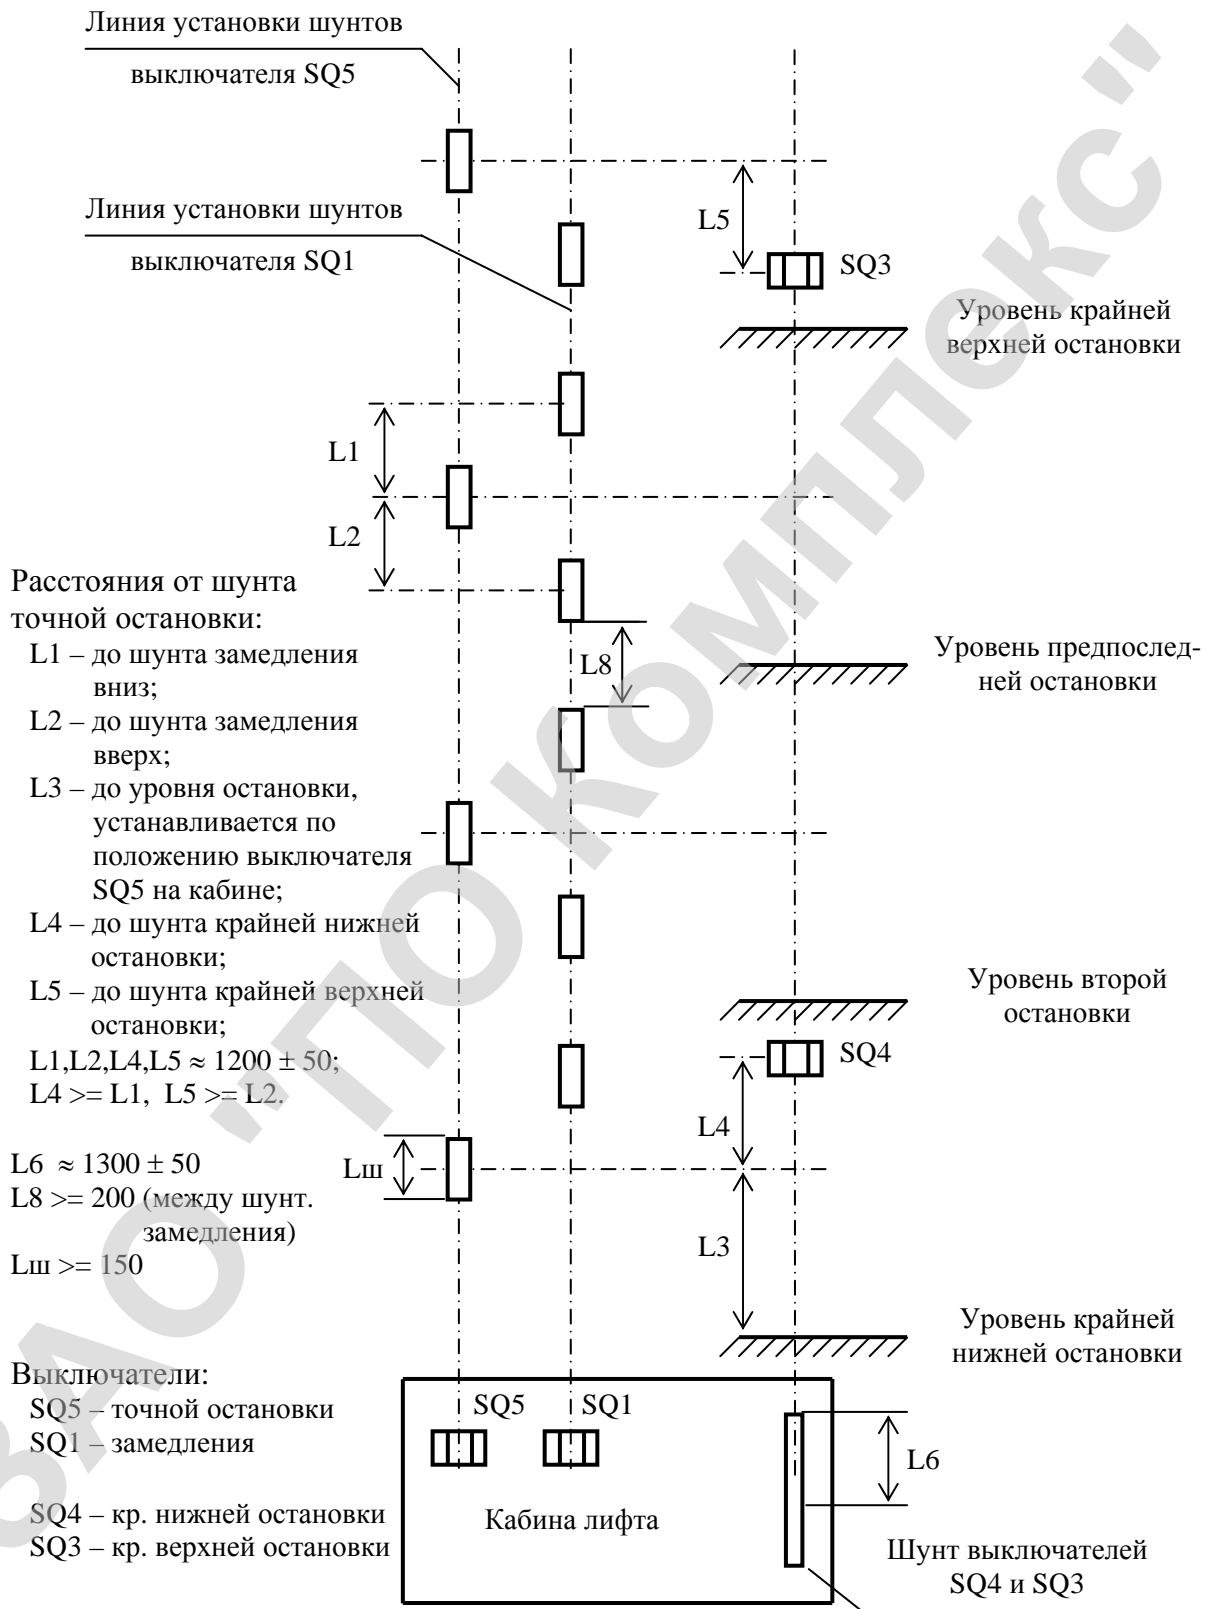 Линия установки шунтов
выключателя SQ5
Линия установки шунтов
выключателя SQ1
L5
SQ3
Уровень крайней
верхней остановки
L1
L2
Расстояния от шунта
точной остановки:
L1 – до шунта замедления
вниз;
L2 – до шунта замедления
вверх;
L3 – до уровня остановки,
устанавливается по
положению выключателя
SQ5 на кабине;
L4 – до шунта крайней нижней
остановки;
L5 – до шунта крайней верхней
остановки;
L1,L2,L4,L5 ≈ 1200 ± 50;
L4 >= L1, L5 >= L2.
L6 ≈ 1300 ± 50
L8 >= 200 (между шунт.
замедления)
Lш >= 150
L8
Уровень предпослед-
ней остановки
Уровень второй
остановки
SQ4
L4
Lш
L3
Уровень крайней
нижней остановки
Выключатели:
SQ5 – точной остановки
SQ1 – замедления
SQ4 – кр. нижней остановки
SQ3 – кр. верхней остановки
SQ5
SQ1
L6
Кабина лифта
Шунт выключателей
SQ4 и SQ3
ЗАО "ПО Комплекс"